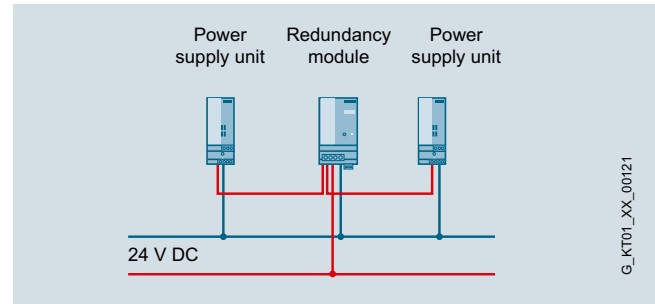 Power
supply unit
Redundancy
module
Power
supply unit
24 V DC
G_KT01_XX_00121